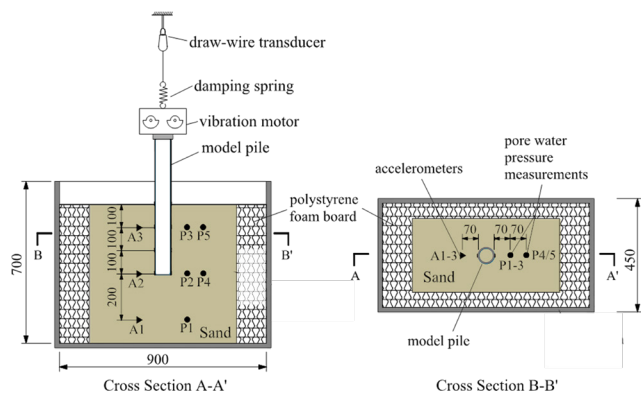 draw-wire transducer
damping spring
vibration motor
model pile
polystyrene
foam board
700
B
B'
100
100
100
200
A3
P3 P5
A2
P2 P4
A1
P1
Sand
900
Cross Section A-A'
pore water
pressure
measurements
accelerometers
70
70 70
A1-3
P1-3
P4/5
Sand
A
A'
450
model pile
Cross Section B-B'